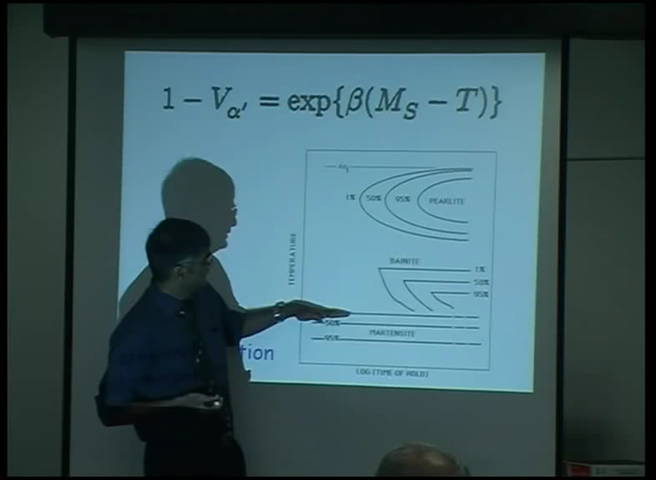 1 − V_{α'} = exp{β(M_S − T)}
1% 50% 95% PEARLITE
TEMPERATURE
BAINITE
1%
50%
95%
50%
MARTENSITE
95%
tion
LOG (TIME OF HOLD)